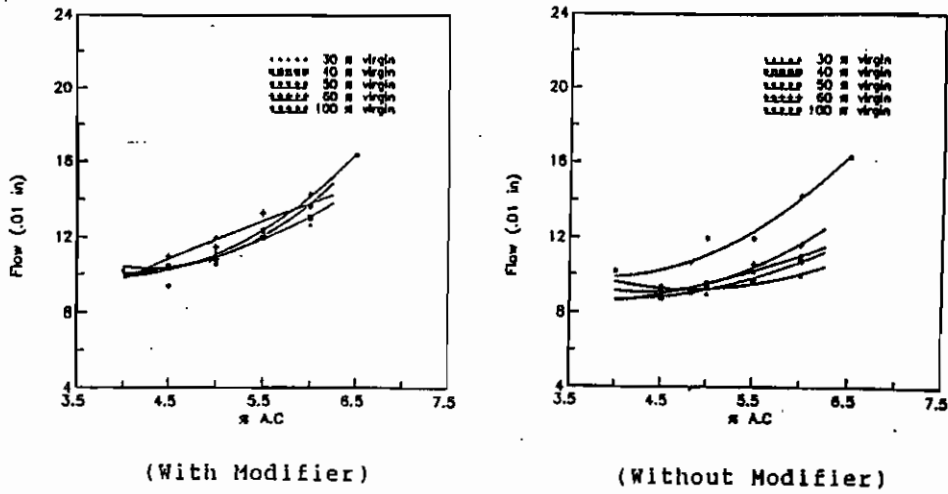 24
20
16
12
8
4
Flow (.01 in)
30 % virgin
40 % virgin
50 % virgin
60 % virgin
100 % virgin
3.5 4.5 5.5 6.5 7.5
% A.C
(With Modifier)
24
20
16
12
8
4
Flow (.01 in)
30 % virgin
40 % virgin
50 % virgin
60 % virgin
100 % virgin
3.5 4.5 5.5 6.5 7.5
% A.C
(Without Modifier)